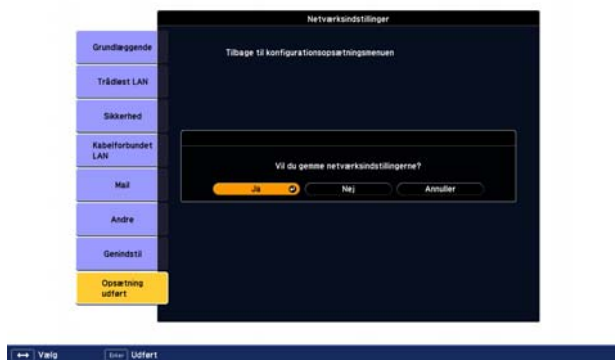 Netværksindstillinger
Grundlæggende
Tilbage til konfigurationsopsætningsmenuen
Trådløst LAN
Sikkerhed
Kabelforbundet
LAN
Vil du gemme netværksindstillingerne?
Ja
Nej
Annuller
Mail
Andre
Genindstil
Opsætning
udført
Vælg
Enter Udført